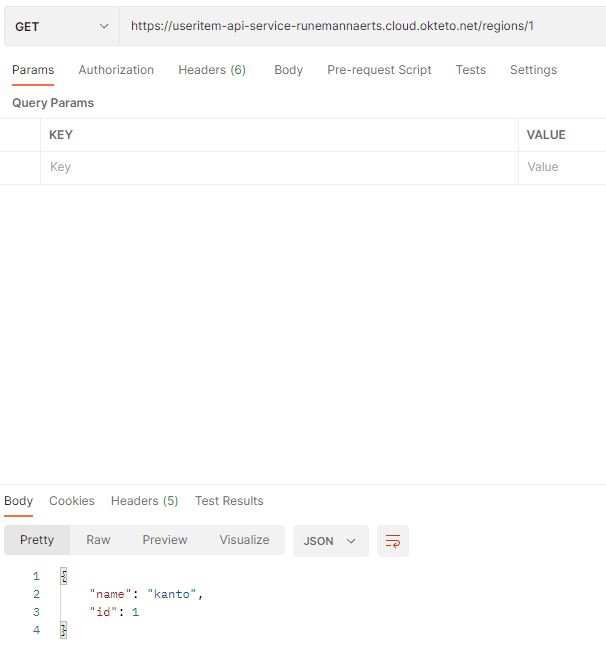 GET https://useritem-api-service-runemannaerts.cloud.okteto.net/regions/1
Params Authorization Headers (6) Body Pre-request Script Tests Settings
Query Params
KEY VALUE
Key Value
Body Cookies Headers (5) Test Results
Pretty Raw Preview Visualize JSON
1 {
2 "name": "kanto",
3 "id": 1
4 }